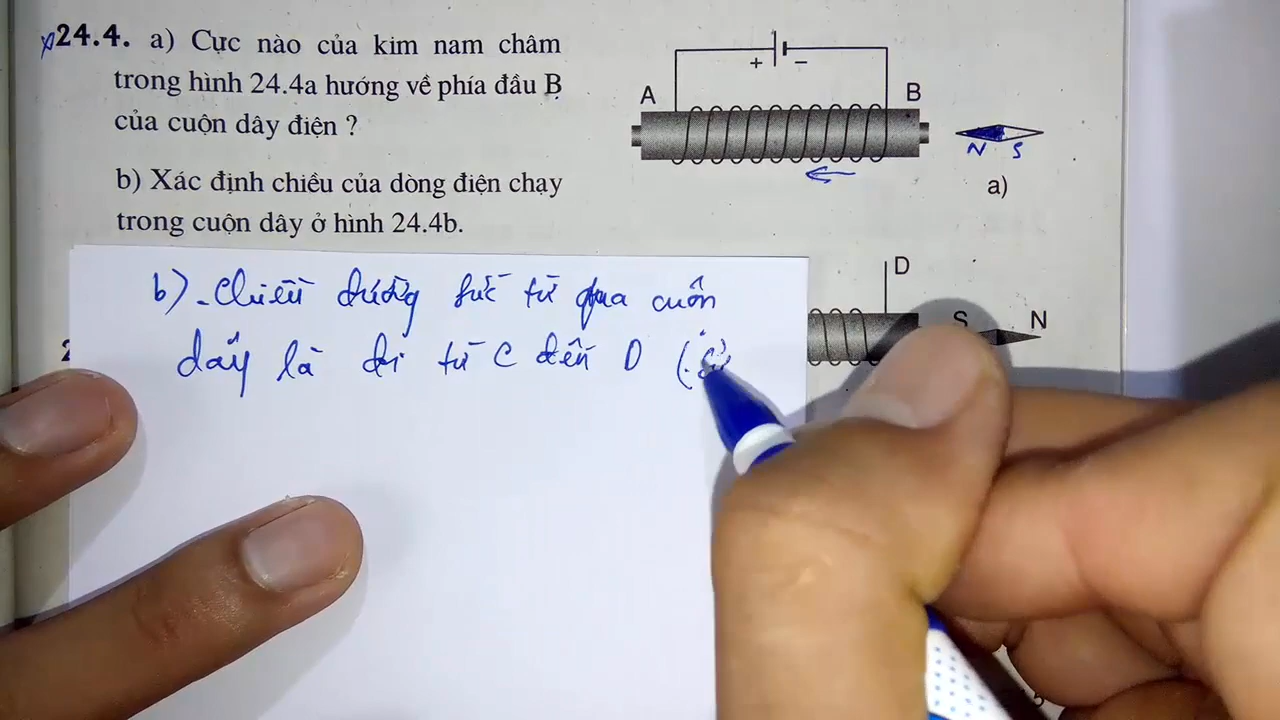 24.4. a) Cực nào của kim nam châm
trong hình 24.4a hướng về phía đầu B
của cuộn dây điện ?
b) Xác định chiều của dòng điện chạy
trong cuộn dây ở hình 24.4b.
+ −
A
B
N S
a)
D
S
N
b) - Chiều đường sức từ qua cuộn
dây là đi từ C đến D (